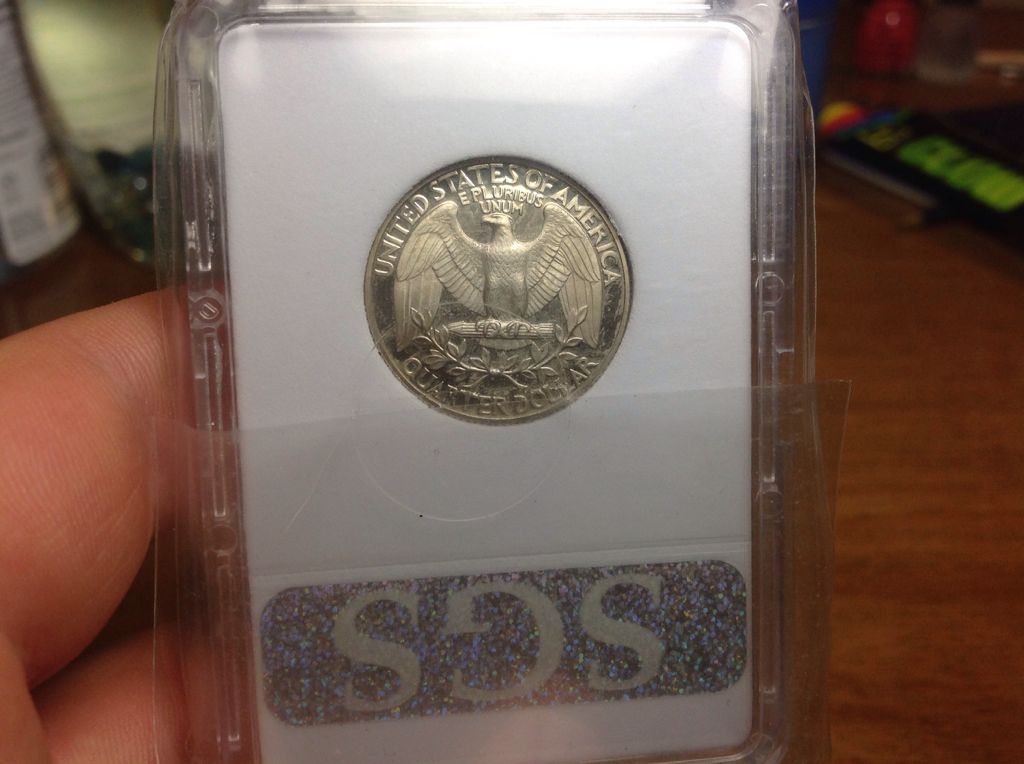 UNITED STATES OF AMERICA
E PLURIBUS
UNUM
QUARTER DOLLAR
SGS